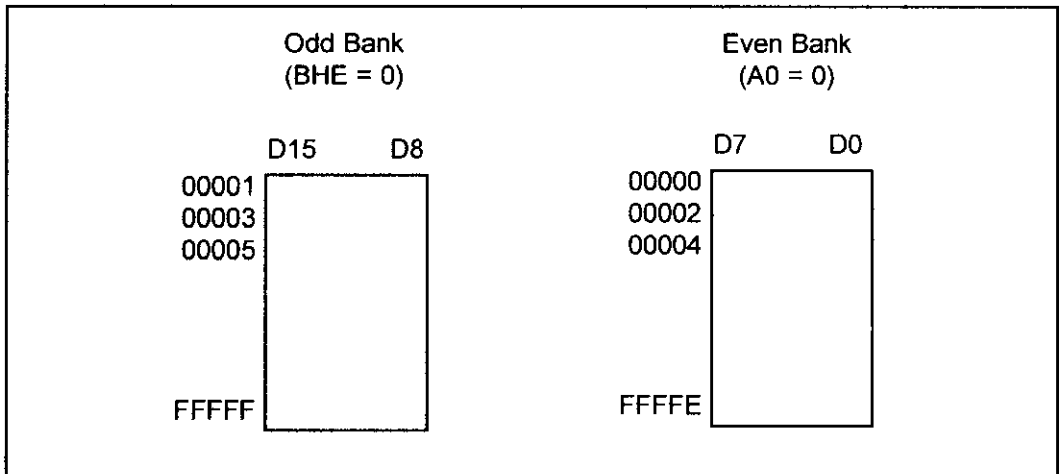 Odd Bank
(BHE = 0)
D15 D8
00001
00003
00005
FFFFF
Even Bank
(A0 = 0)
D7 D0
00000
00002
00004
FFFFE